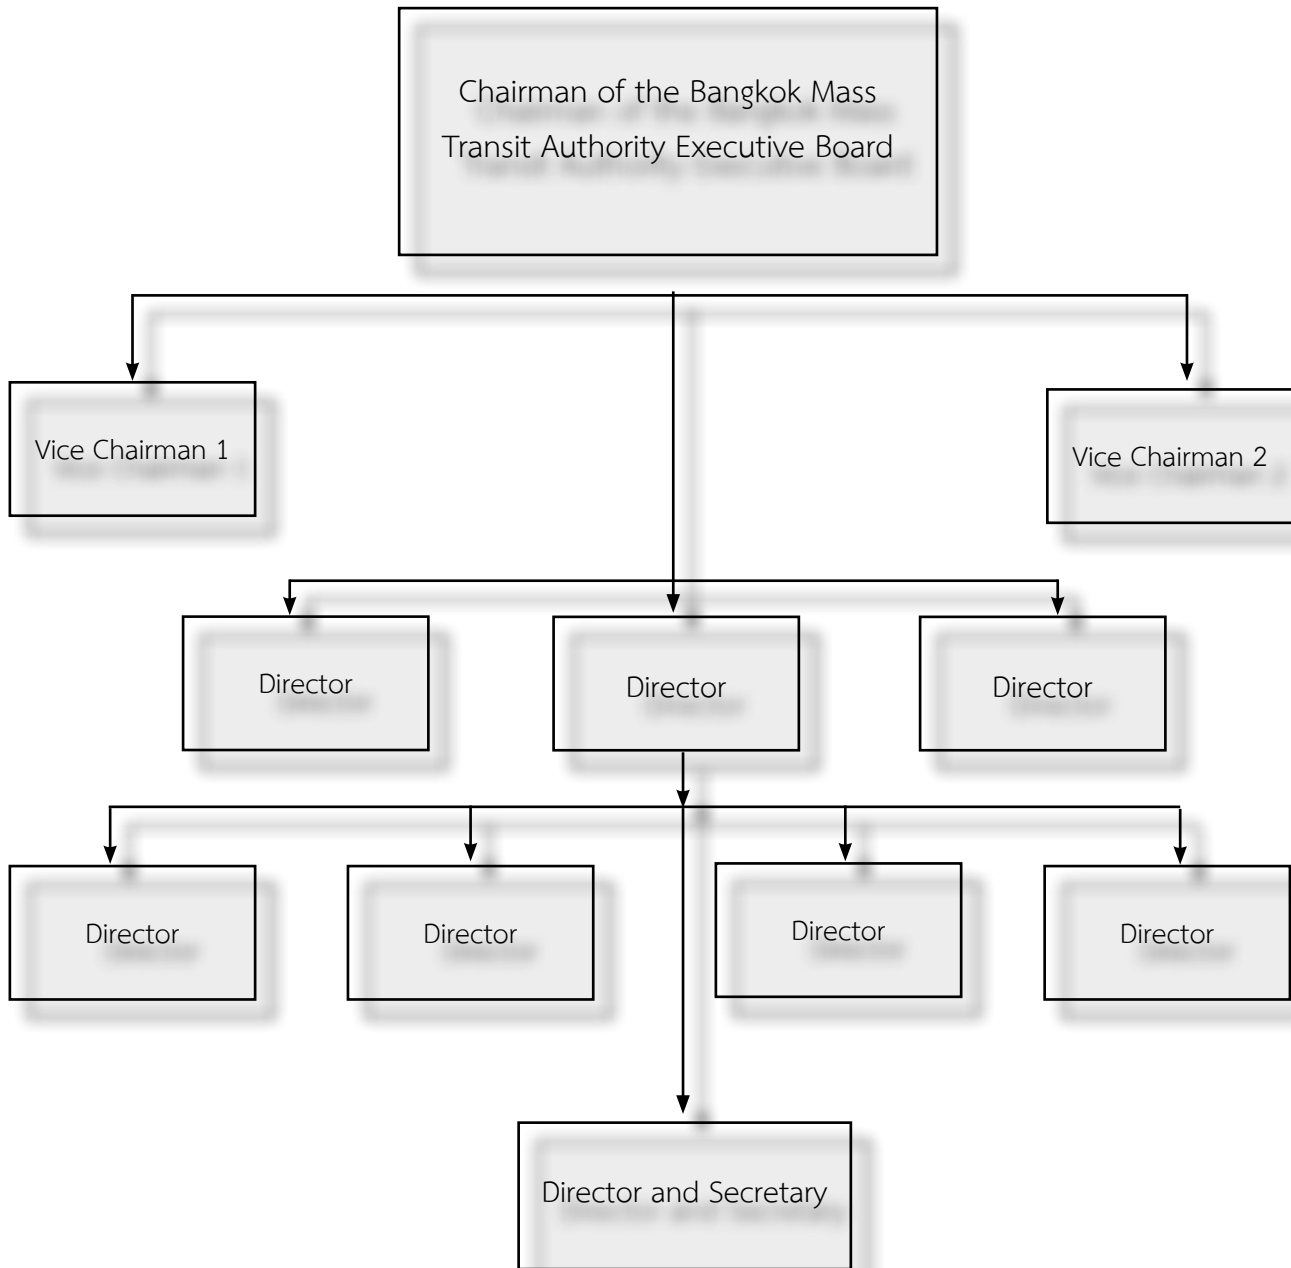 Chairman of the Bangkok Mass
Transit Authority Executive Board
Vice Chairman 1
Vice Chairman 2
Director
Director
Director
Director
Director
Director
Director
Director and Secretary